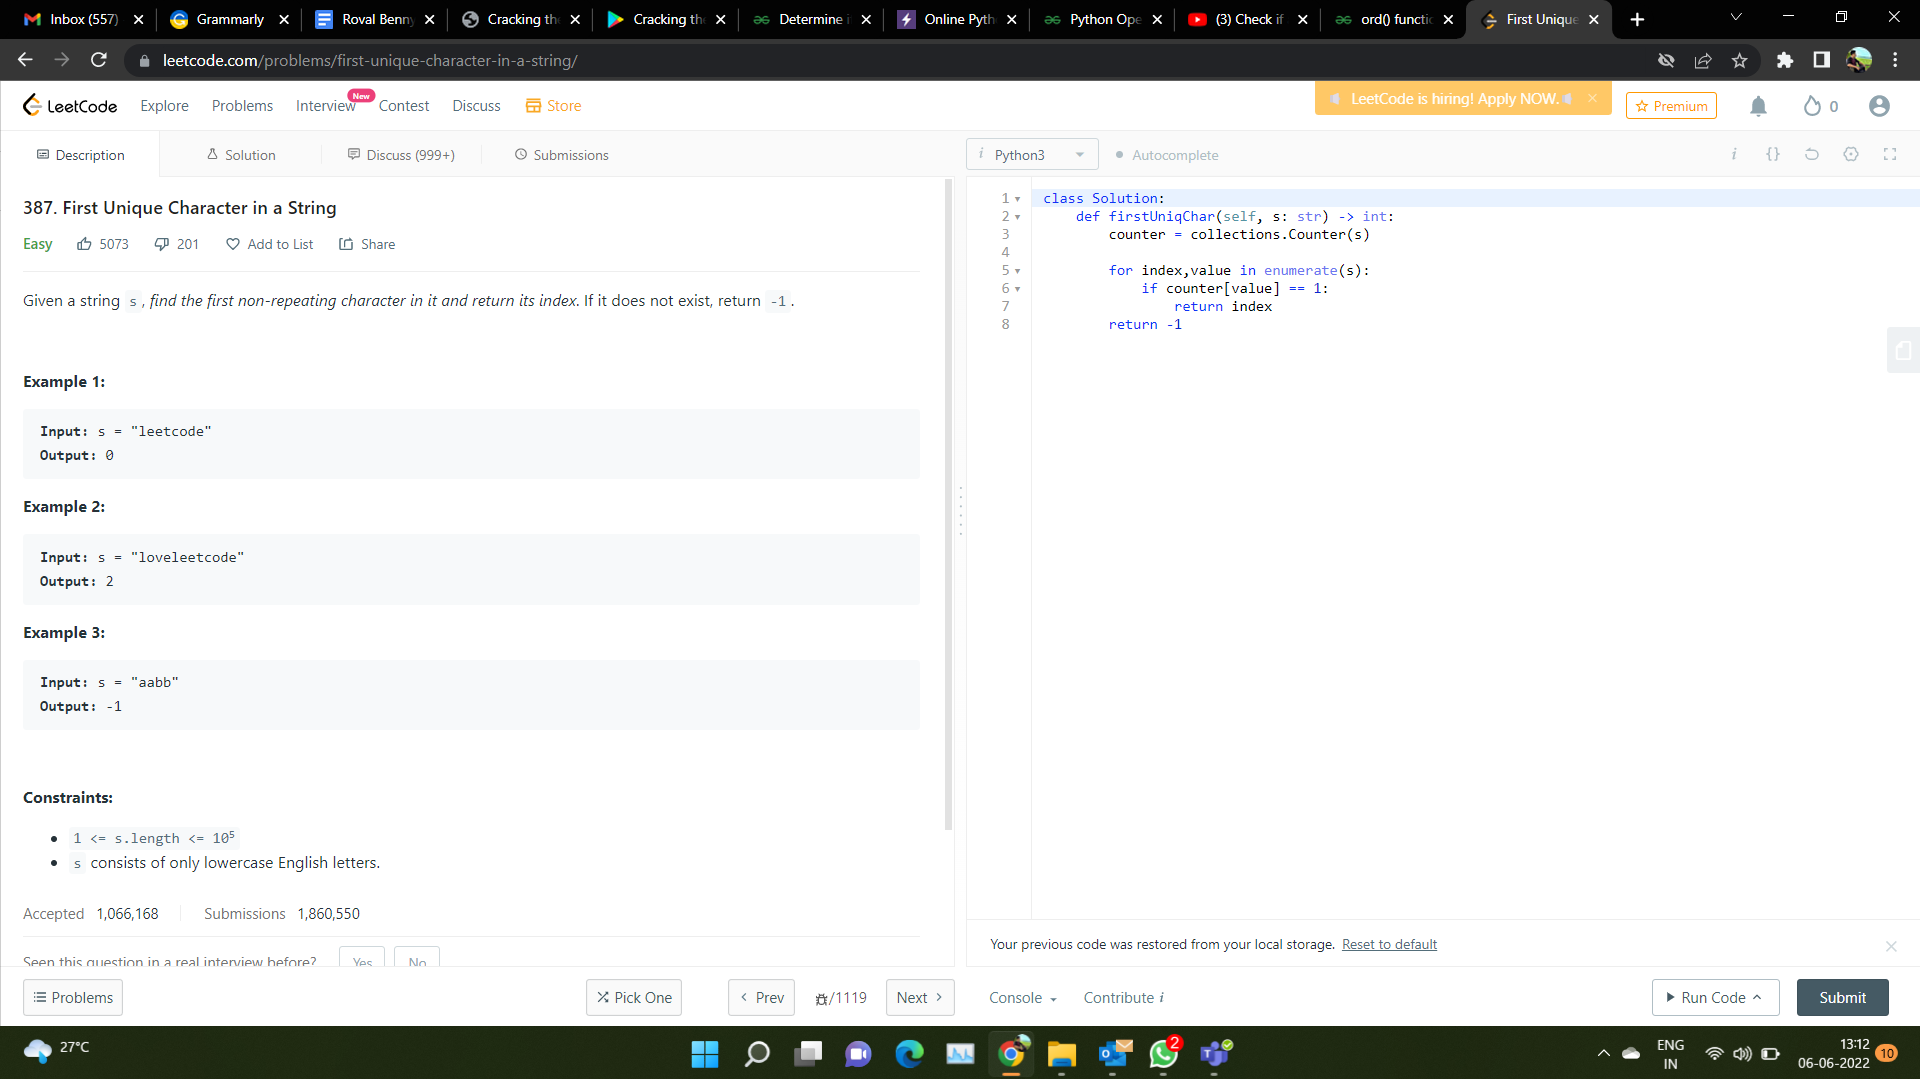 Inbox (557)
Grammarly
Roval Benny
Cracking th
Cracking the
Determine i
Online Pyth
Python Ope
(3) Check if
ord() functio
First Unique
leetcode.com/problems/first-unique-character-in-a-string/
LeetCode
Explore
Problems
Interview
New
Contest
Discuss
Store
LeetCode is hiring! Apply NOW.
Premium
0
Description
Solution
Discuss (999+)
Submissions
i Python3
Autocomplete
387. First Unique Character in a String
Easy
5073
201
Add to List
Share
Given a string s, find the first non-repeating character in it and return its index. If it does not exist, return -1.
Example 1:
Input: s = "leetcode"
Output: 0
Example 2:
Input: s = "loveleetcode"
Output: 2
Example 3:
Input: s = "aabb"
Output: -1
Constraints:
1 <= s.length <= 10⁵
s consists of only lowercase English letters.
Accepted 1,066,168
Submissions 1,860,550
Seen this question in a real interview before?
Yes
No
1 class Solution:
2     def firstUniqChar(self, s: str) -> int:
3         counter = collections.Counter(s)
4
5         for index,value in enumerate(s):
6             if counter[value] == 1:
7                 return index
8         return -1
Your previous code was restored from your local storage. Reset to default
Problems
Pick One
Prev
/1119
Next
Console
Contribute i
Run Code
Submit
27°C
2
ENG
IN
13:12
06-06-2022
10